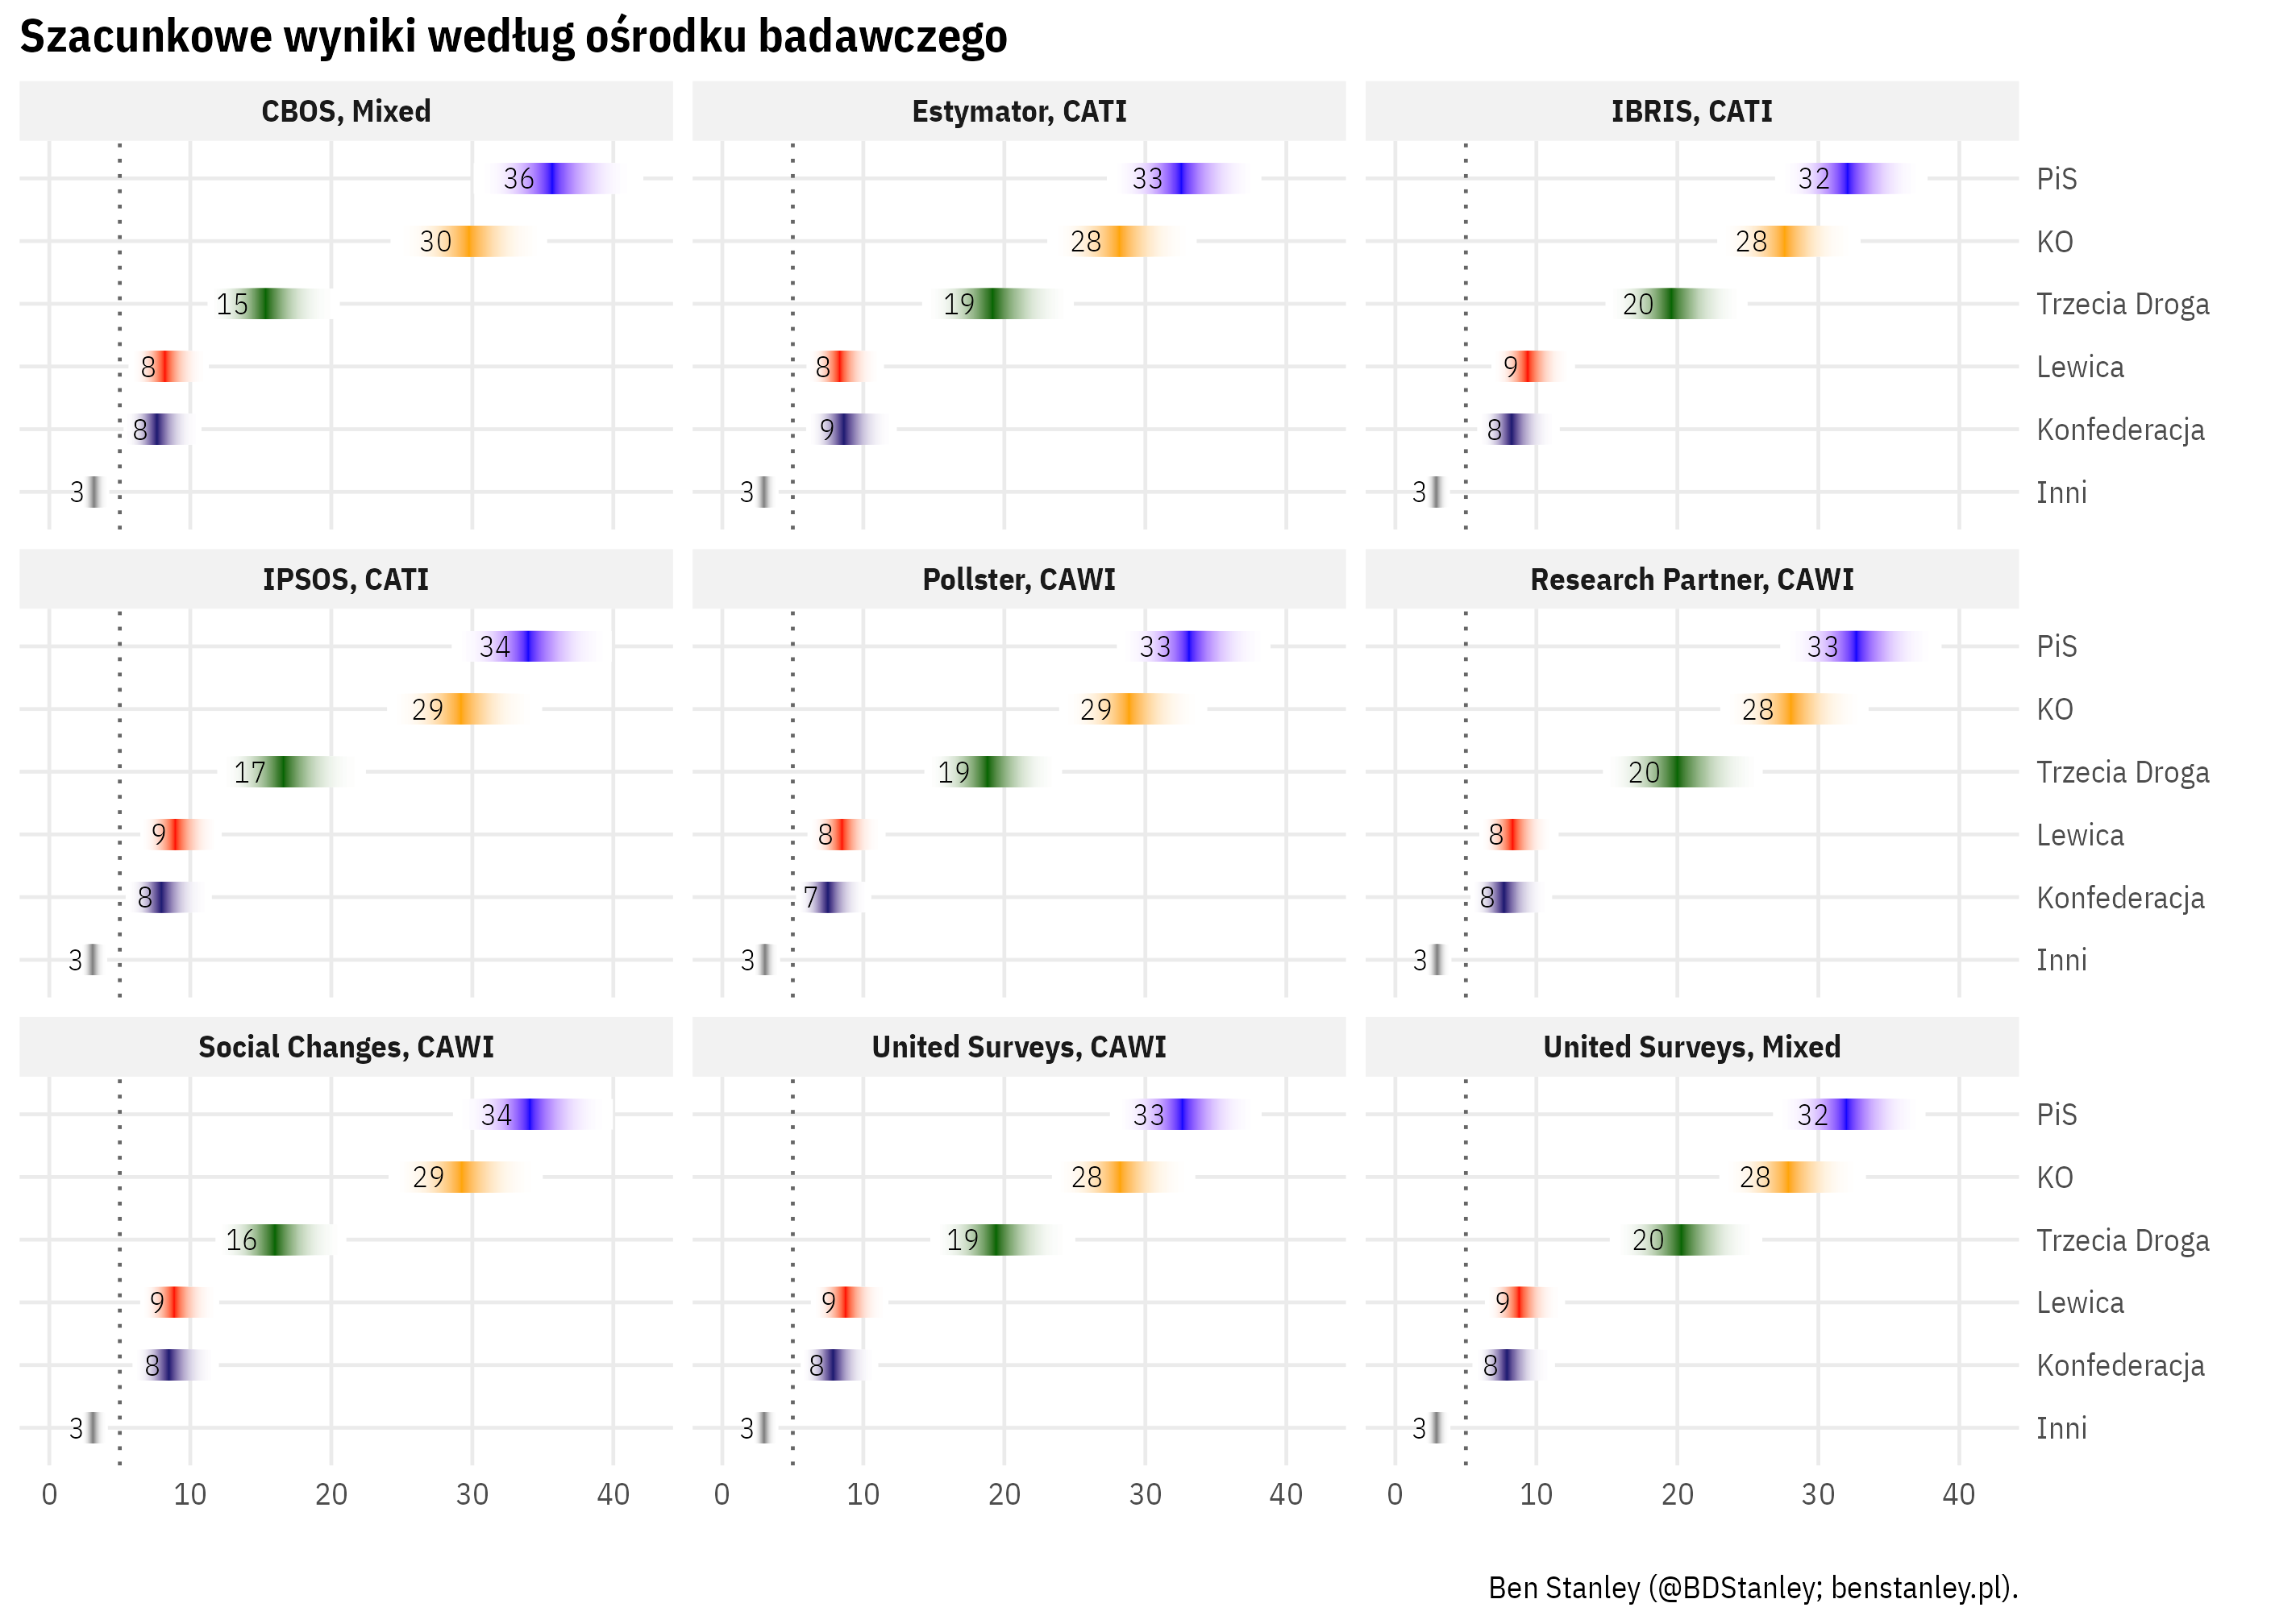 Szacunkowe wyniki według ośrodku badawczego
CBOS, Mixed
Estymator, CATI
IBRIS, CATI
36
33
32
PiS
30
28
28
KO
15
19
20
Trzecia Droga
8
8
9
Lewica
8
9
8
Konfederacja
3
3
3
Inni
IPSOS, CATI
Pollster, CAWI
Research Partner, CAWI
34
33
33
PiS
29
29
28
KO
17
19
20
Trzecia Droga
9
8
8
Lewica
8
7
8
Konfederacja
3
3
3
Inni
Social Changes, CAWI
United Surveys, CAWI
United Surveys, Mixed
34
33
32
PiS
29
28
28
KO
16
19
20
Trzecia Droga
9
9
9
Lewica
8
8
8
Konfederacja
3
3
3
Inni
0 10 20 30 40
0 10 20 30 40
0 10 20 30 40
Ben Stanley (@BDStanley; benstanley.pl).